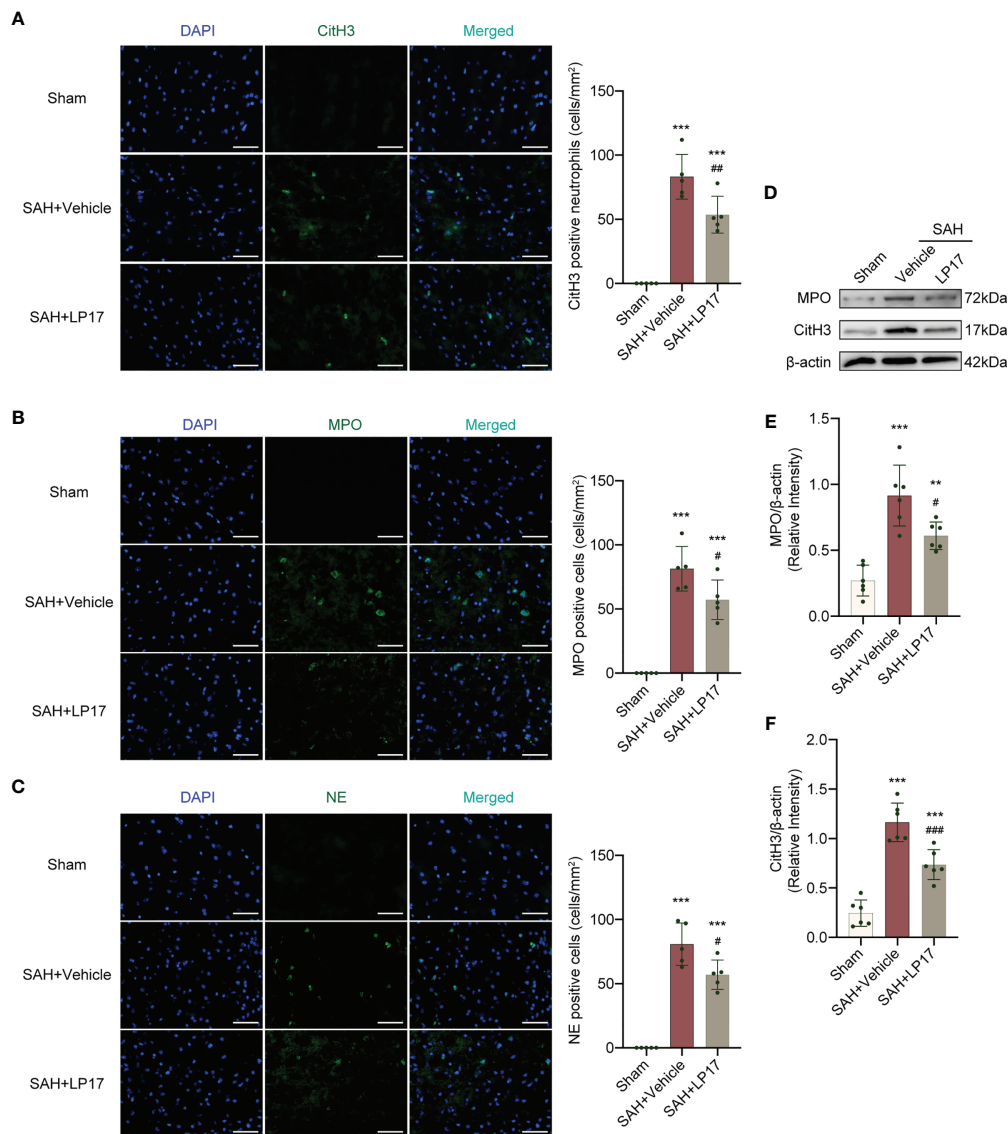 A
DAPI CitH3 Merged
Sham
SAH+Vehicle
SAH+LP17
CitH3 positive neutrophils (cells/mm²)
150
100
50
0
***
***
##
Sham
SAH+Vehicle
SAH+LP17
B
DAPI MPO Merged
Sham
SAH+Vehicle
SAH+LP17
MPO positive cells (cells/mm²)
150
100
50
0
***
***
#
Sham
SAH+Vehicle
SAH+LP17
C
DAPI NE Merged
Sham
SAH+Vehicle
SAH+LP17
NE positive cells (cells/mm²)
150
100
50
0
***
***
#
Sham
SAH+Vehicle
SAH+LP17
D
SAH
Sham Vehicle LP17
MPO 72kDa
CitH3 17kDa
β-actin 42kDa
E
MPO/β-actin
(Relative Intensity)
1.5
1.0
0.5
0.0
***
**
#
Sham
SAH+Vehicle
SAH+LP17
F
CitH3/β-actin
(Relative Intensity)
2.0
1.5
1.0
0.5
0.0
***
***
###
Sham
SAH+Vehicle
SAH+LP17